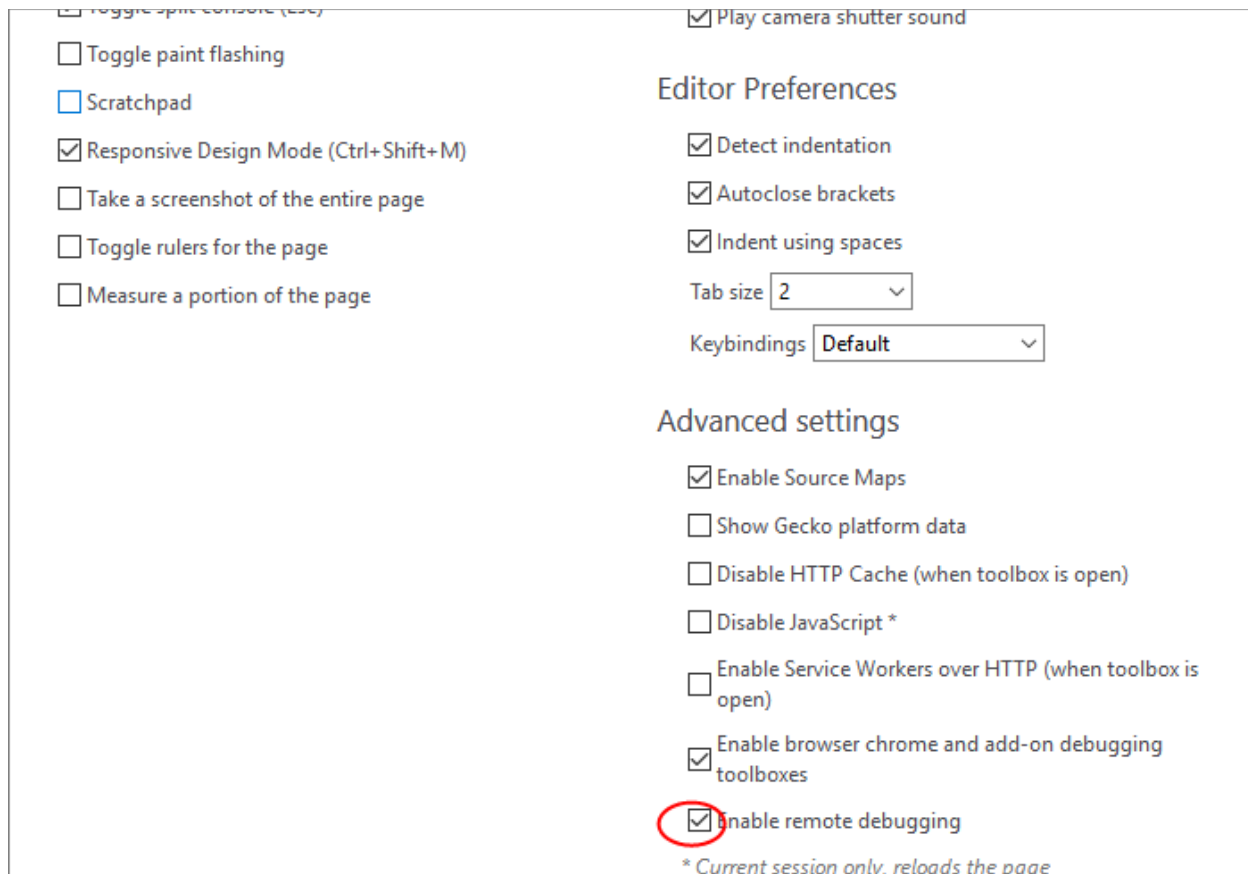 Toggle split console (Esc)
Toggle paint flashing
Scratchpad
Responsive Design Mode (Ctrl+Shift+M)
Take a screenshot of the entire page
Toggle rulers for the page
Measure a portion of the page
Play camera shutter sound
Editor Preferences
Detect indentation
Autoclose brackets
Indent using spaces
Tab size 2
Keybindings Default
Advanced settings
Enable Source Maps
Show Gecko platform data
Disable HTTP Cache (when toolbox is open)
Disable JavaScript *
Enable Service Workers over HTTP (when toolbox is
open)
Enable browser chrome and add-on debugging
toolboxes
Enable remote debugging
* Current session only, reloads the page